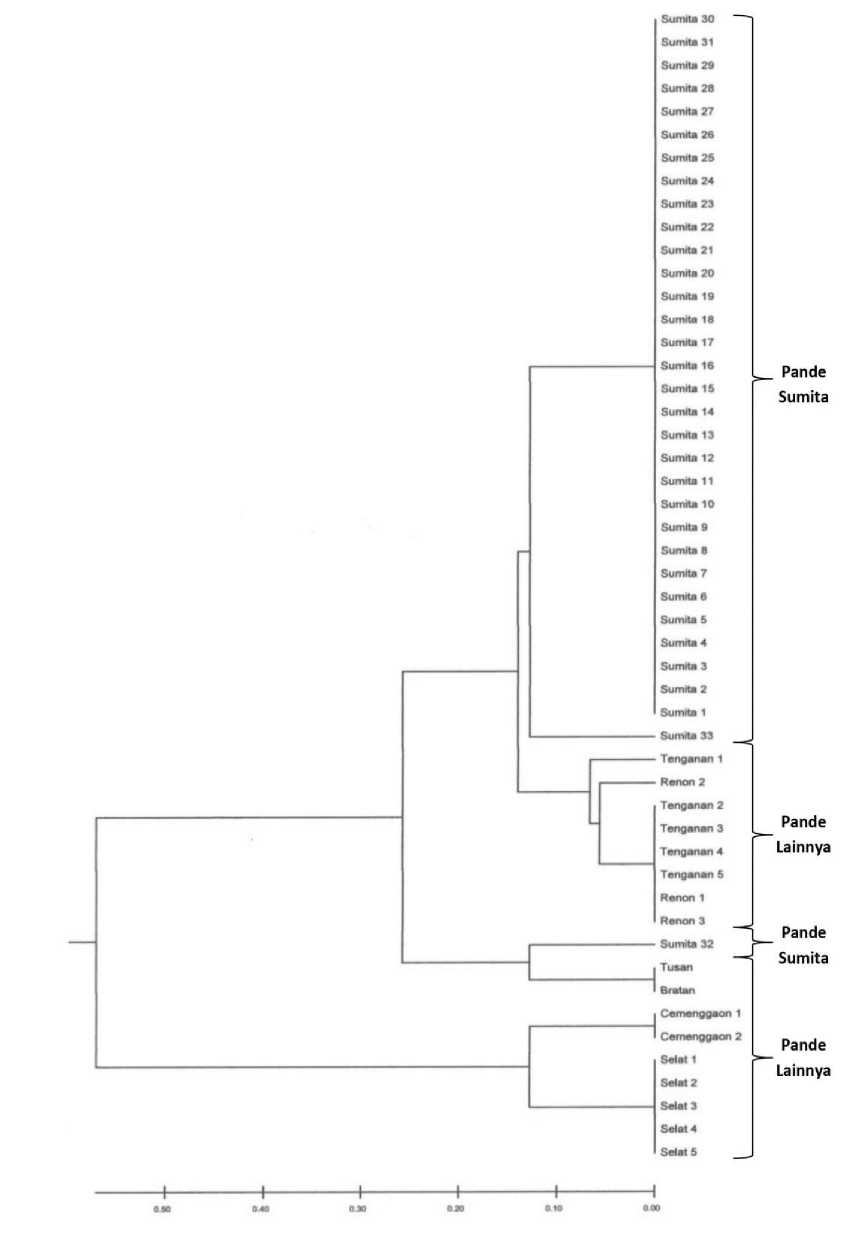 Sumita 30
Sumita 31
Sumita 29
Sumita 28
Sumita 27
Sumita 26
Sumita 25
Sumita 24
Sumita 23
Sumita 22
Sumita 21
Sumita 20
Sumita 19
Sumita 18
Sumita 17
Sumita 16
Sumita 15
Sumita 14
Sumita 13
Sumita 12
Sumita 11
Sumita 10
Sumita 9
Sumita 8
Sumita 7
Sumita 6
Sumita 5
Sumita 4
Sumita 3
Sumita 2
Sumita 1
Sumita 33
Pande
Sumita
Tenganan 1
Renon 2
Tenganan 2
Tenganan 3
Tenganan 4
Tenganan 5
Renon 1
Renon 3
Pande
Lainnya
Sumita 32
Pande
Sumita
Tusan
Bratan
Cemenggaon 1
Cemenggaon 2
Selat 1
Selat 2
Selat 3
Selat 4
Selat 5
Pande
Lainnya
0.50 0.40 0.30 0.20 0.10 0.00